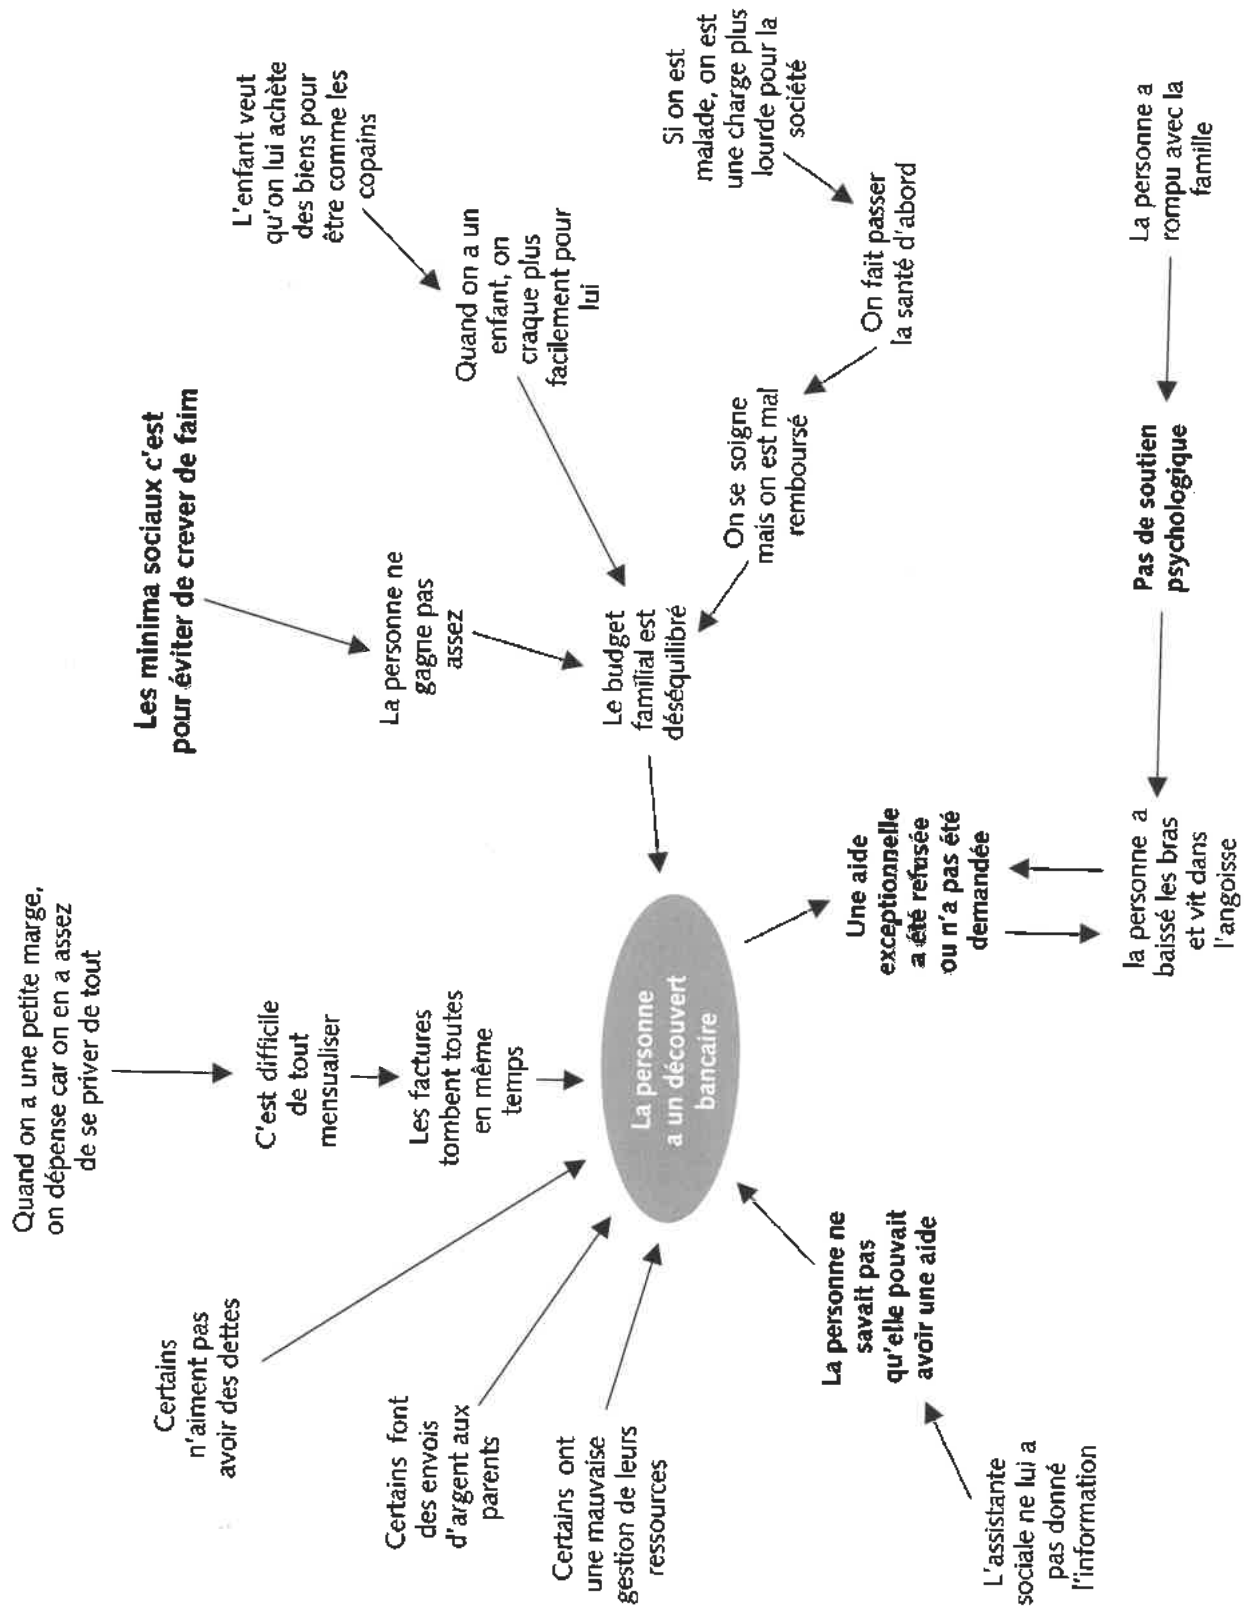 Quand on a une petite marge,
on dépense car on en a assez
de se priver de tout
Certains
n'aiment pas
avoir des dettes
C'est difficile
de tout
mensualiser
Les factures
tombent toutes
en même
temps
Certains font
des envois
d'argent aux
parents
Certains ont
une mauvaise
gestion de leurs
ressources
Les minima sociaux c'est
pour éviter de crever de faim
La personne ne
gagne pas
assez
L'enfant veut
qu'on lui achète
des biens pour
être comme les
copains
Quand on a un
enfant, on
craque plus
facilement pour
lui
Le budget
familial est
déséquilibré
Si on est
malade, on est
une charge plus
lourde pour la
société
On fait passer
la santé d'abord
On se soigne
mais on est mal
remboursé
La personne
a un découvert
bancaire
La personne ne
savait pas
qu'elle pouvait
avoir une aide
L'assistante
sociale ne lui a
pas donné
l'information
Une aide
exceptionnelle
a été refusée
ou n'a pas été
demandée
la personne a
baissé les bras
et vit dans
l'angoisse
Pas de soutien
psychologique
La personne a
rompu avec la
famille